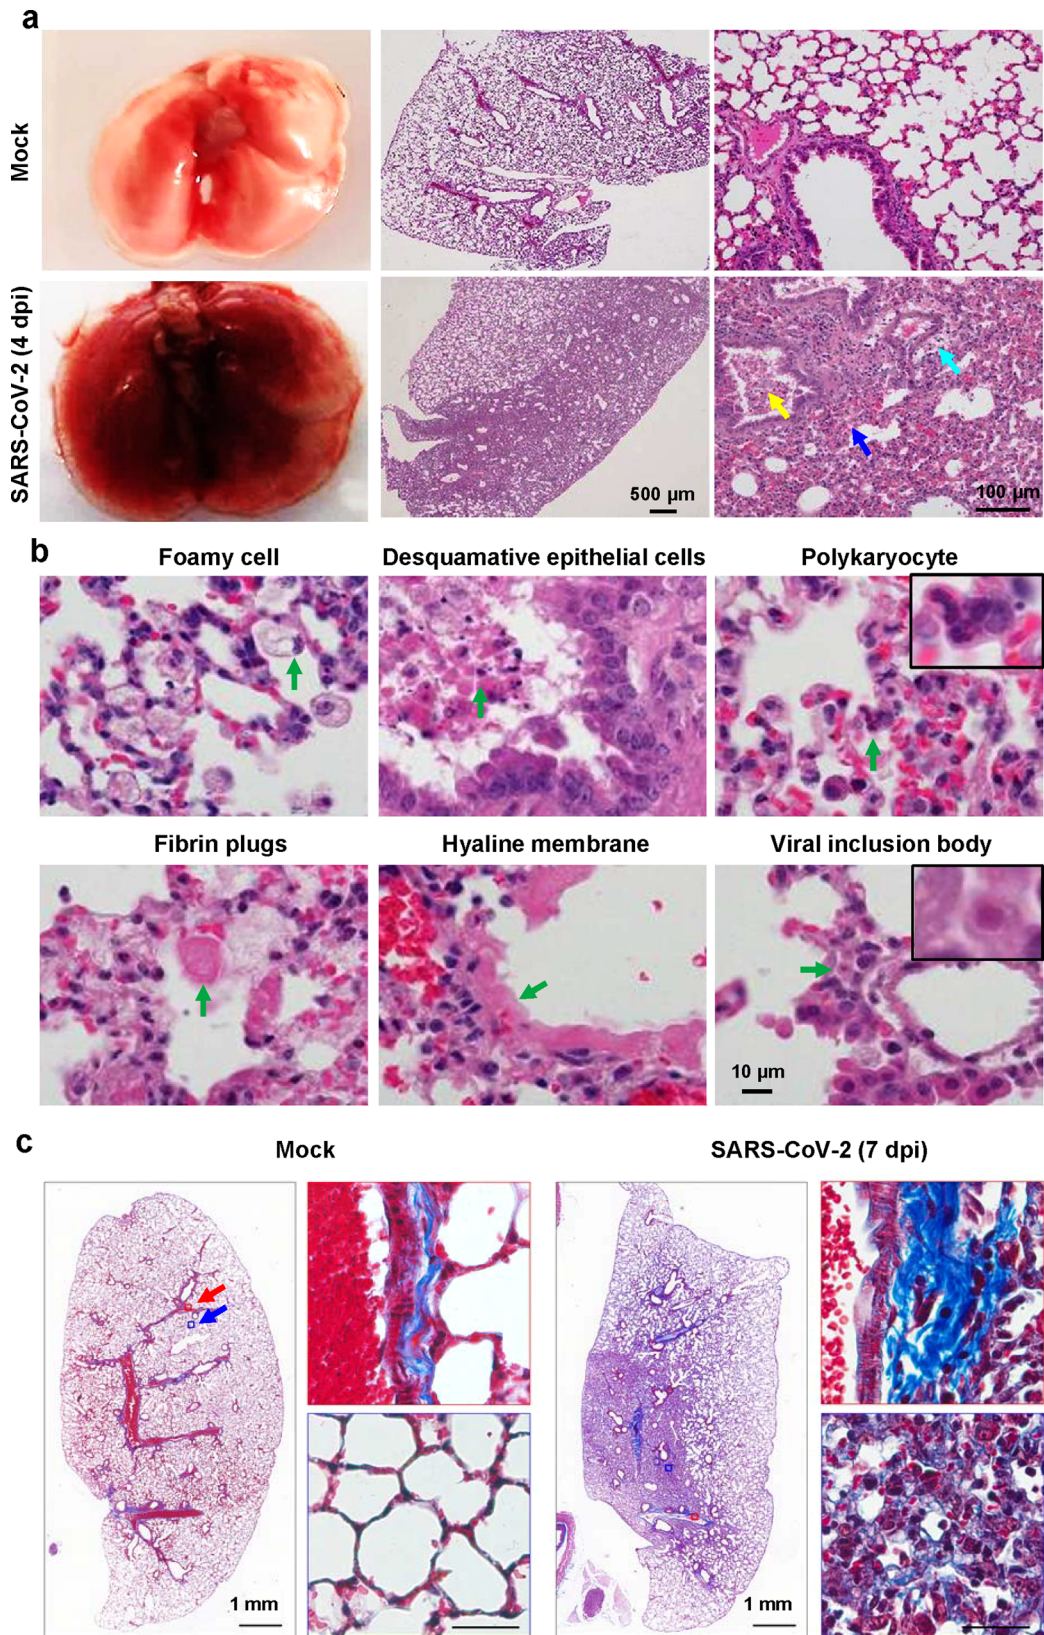 a
Mock
SARS-CoV-2 (4 dpi)
500 µm
100 µm
b
Foamy cell
Desquamative epithelial cells
Polykaryocyte
Fibrin plugs
Hyaline membrane
Viral inclusion body
10 µm
c
Mock
SARS-CoV-2 (7 dpi)
1 mm
1 mm